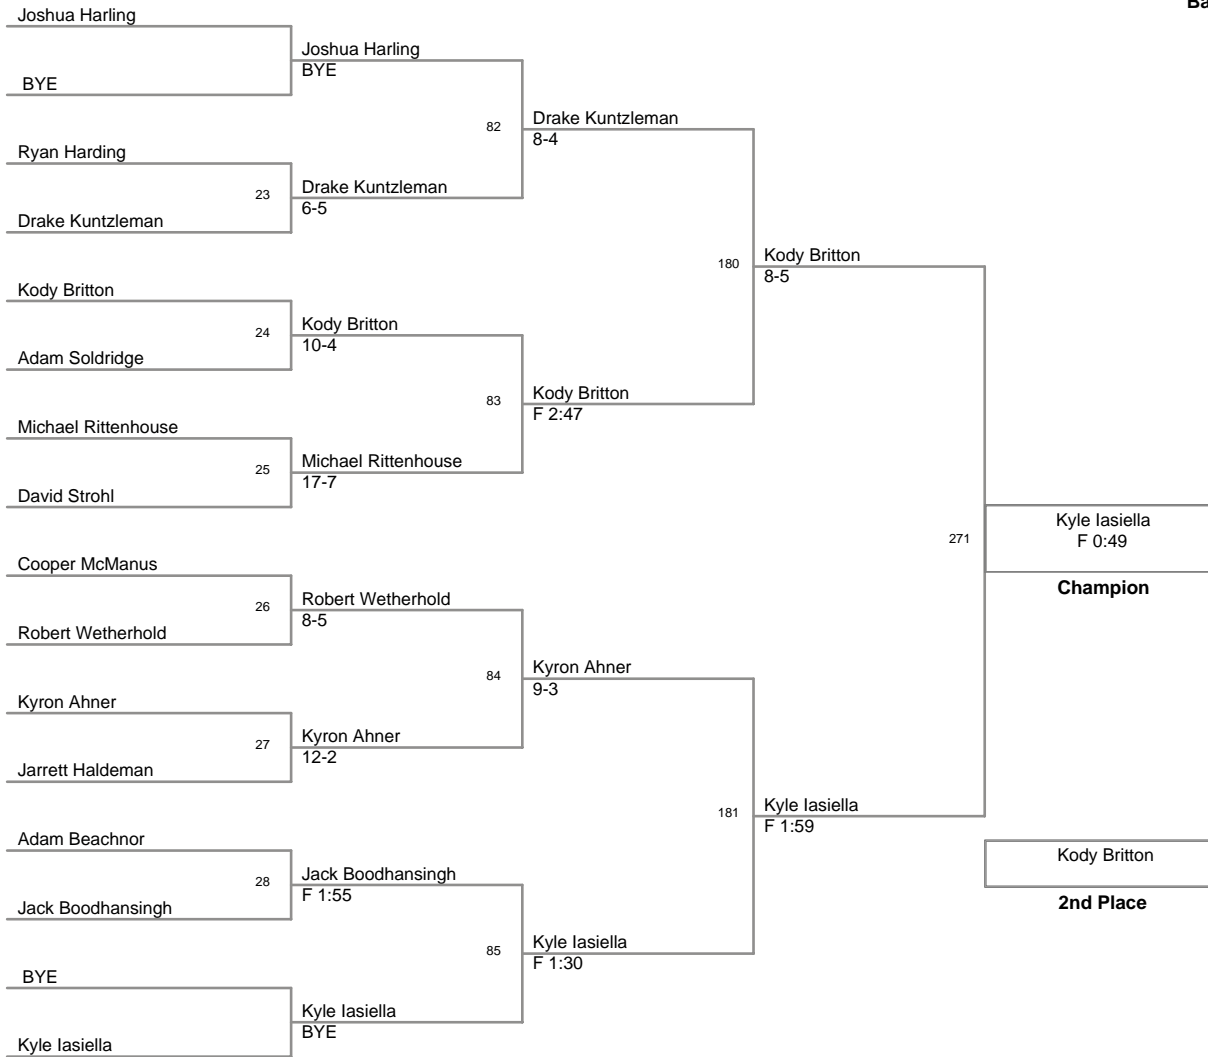 Ba
Joshua Harling
Joshua Harling
BYE
BYE
82
Drake Kuntzleman
8-4
Ryan Harding
23
Drake Kuntzleman
6-5
Drake Kuntzleman
180
Kody Britton
8-5
Kody Britton
24
Kody Britton
10-4
Adam Soldridge
83
Kody Britton
F 2:47
Michael Rittenhouse
25
Michael Rittenhouse
17-7
David Strohl
271
Kyle Iasiella
F 0:49
Champion
Cooper McManus
26
Robert Wetherhold
8-5
Robert Wetherhold
84
Kyron Ahner
9-3
Kyron Ahner
27
Kyron Ahner
12-2
Jarrett Haldeman
181
Kyle Iasiella
F 1:59
Adam Beachnor
28
Jack Boodhansingh
F 1:55
Jack Boodhansingh
Kody Britton
2nd Place
85
Kyle Iasiella
F 1:30
BYE
Kyle Iasiella
BYE
Kyle Iasiella